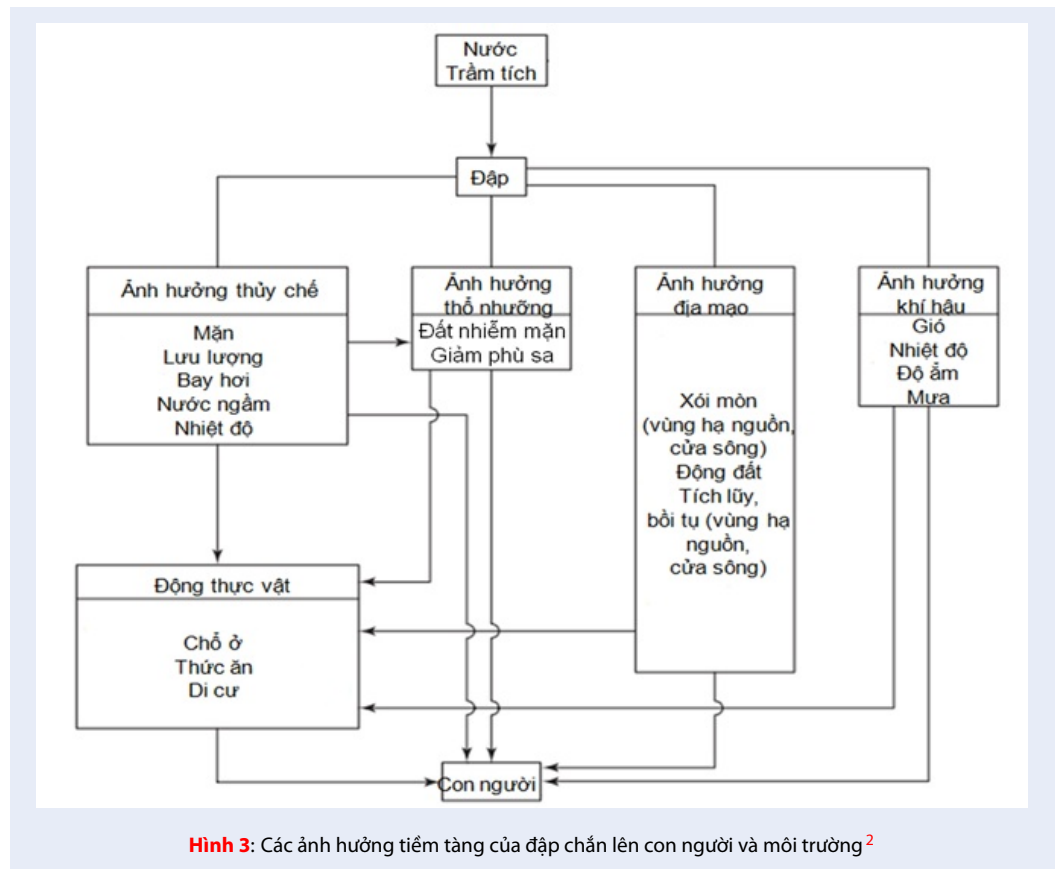 Nước
Trầm tích
Đập
Ảnh hưởng thủy chế
Mặn
Lưu lượng
Bay hơi
Nước ngầm
Nhiệt độ
Ảnh hưởng
thổ nhưỡng
Đất nhiễm mặn
Giảm phù sa
Ảnh hưởng
địa mạo
Xói mòn
(vùng hạ nguồn,
cửa sông)
Động đất
Tích lũy,
bồi tụ (vùng hạ
nguồn,
cửa sông)
Ảnh hưởng
khí hậu
Gió
Nhiệt độ
Độ ẩm
Mưa
Động thực vật
Chỗ ở
Thức ăn
Di cư
Con người
Hình 3: Các ảnh hưởng tiềm tàng của đập chắn lên con người và môi trường 2